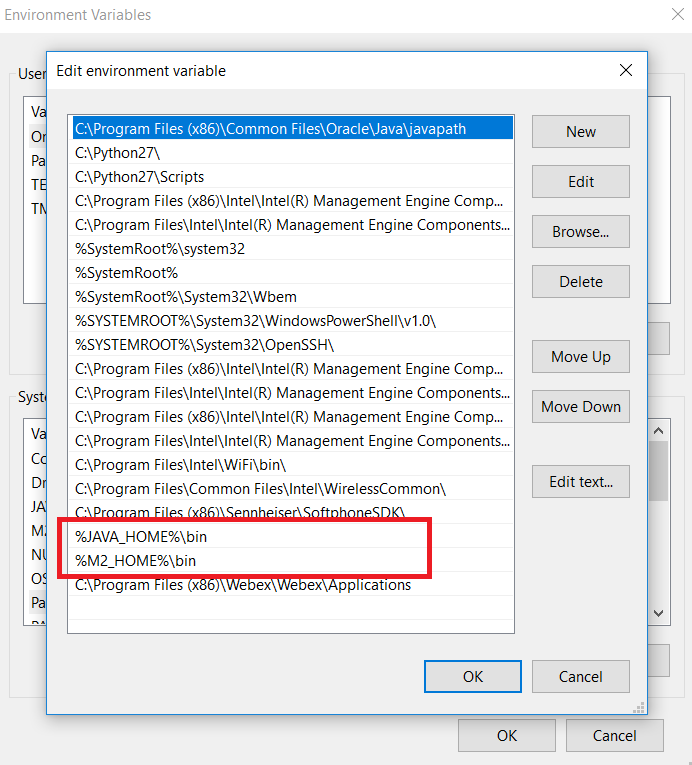 Environment Variables
User
Va
Or
Pa
TE
TM
Edit environment variable
C:\Program Files (x86)\Common Files\Oracle\Java\javapath
C:\Python27\
C:\Python27\Scripts
C:\Program Files (x86)\Intel\Intel(R) Management Engine Comp...
C:\Program Files\Intel\Intel(R) Management Engine Components...
%SystemRoot%\system32
%SystemRoot%
%SystemRoot%\System32\Wbem
%SYSTEMROOT%\System32\WindowsPowerShell\v1.0\
%SYSTEMROOT%\System32\OpenSSH\
C:\Program Files (x86)\Intel\Intel(R) Management Engine Comp...
C:\Program Files\Intel\Intel(R) Management Engine Components...
C:\Program Files (x86)\Intel\Intel(R) Management Engine Comp...
C:\Program Files\Intel\Intel(R) Management Engine Components...
C:\Program Files\Intel\WiFi\bin\
C:\Program Files\Common Files\Intel\WirelessCommon\
C:\Program Files (x86)\Sennheiser\SoftphoneSDK\
%JAVA_HOME%\bin
%M2_HOME%\bin
C:\Program Files (x86)\Webex\Webex\Applications
New
Edit
Browse...
Delete
Move Up
Move Down
Edit text...
OK
Cancel
Syste
Va
Co
Dr
JA
M2
NU
OS
Pa
OK
Cancel